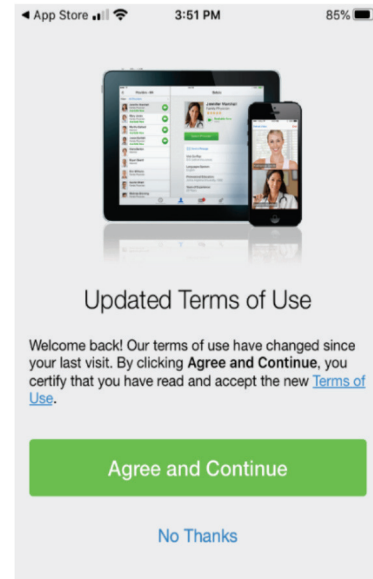 App Store
3:51 PM
85%
Updated Terms of Use
Welcome back! Our terms of use have changed since
your last visit. By clicking Agree and Continue, you
certify that you have read and accept the new Terms of
Use.
Agree and Continue
No Thanks